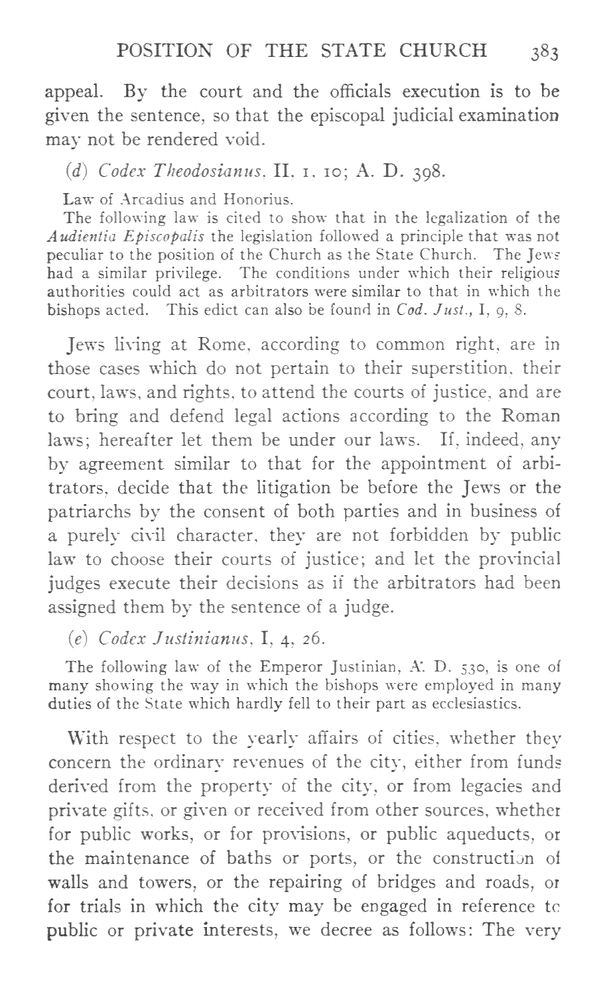 POSITION OF THE STATE CHURCH 383
appeal. By the court and the officials execution is to be
given the sentence, so that the episcopal judicial examination
may not be rendered void.
(d) Codex Theodosianus, II, 1, 10; A. D. 398.
Law of Arcadius and Honorius.
The following law is cited to show that in the legalization of the
Audientia Episcopalis the legislation followed a principle that was not
peculiar to the position of the Church as the State Church. The Jews
had a similar privilege. The conditions under which their religious
authorities could act as arbitrators were similar to that in which the
bishops acted. This edict can also be found in Cod. Just., I, 9, 8.
Jews living at Rome, according to common right, are in
those cases which do not pertain to their superstition, their
court, laws, and rights, to attend the courts of justice, and are
to bring and defend legal actions according to the Roman
laws; hereafter let them be under our laws. If, indeed, any
by agreement similar to that for the appointment of arbi-
trators, decide that the litigation be before the Jews or the
patriarchs by the consent of both parties and in business of
a purely civil character, they are not forbidden by public
law to choose their courts of justice; and let the provincial
judges execute their decisions as if the arbitrators had been
assigned them by the sentence of a judge.
(e) Codex Justinianus, I, 4, 26.
The following law of the Emperor Justinian, A. D. 530, is one of
many showing the way in which the bishops were employed in many
duties of the State which hardly fell to their part as ecclesiastics.
With respect to the yearly affairs of cities, whether they
concern the ordinary revenues of the city, either from funds
derived from the property of the city, or from legacies and
private gifts, or given or received from other sources, whether
for public works, or for provisions, or public aqueducts, or
the maintenance of baths or ports, or the construction of
walls and towers, or the repairing of bridges and roads, or
for trials in which the city may be engaged in reference to
public or private interests, we decree as follows: The very